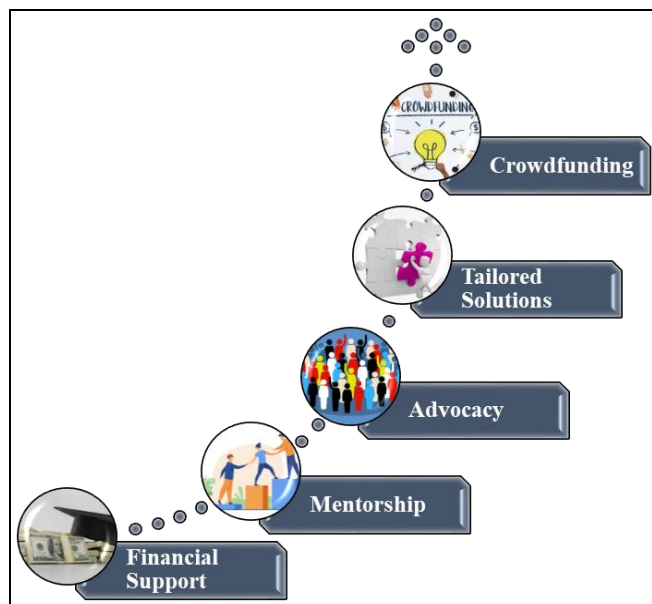 CROWDFUNDING
Crowdfunding
Tailored
Solutions
Advocacy
Mentorship
Financial
Support